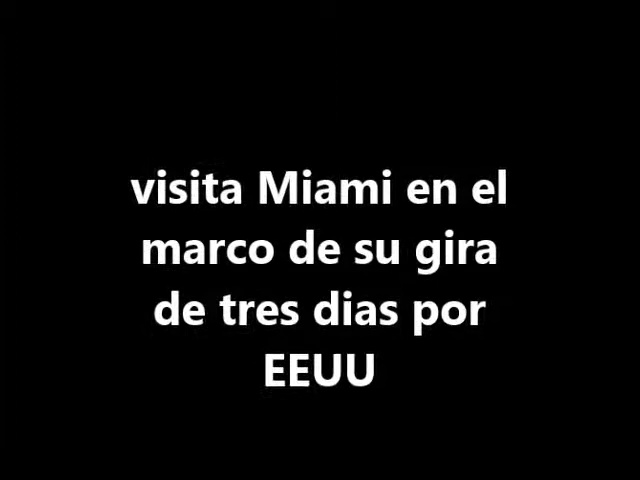 visita Miami en el
marco de su gira
de tres dias por
EEUU